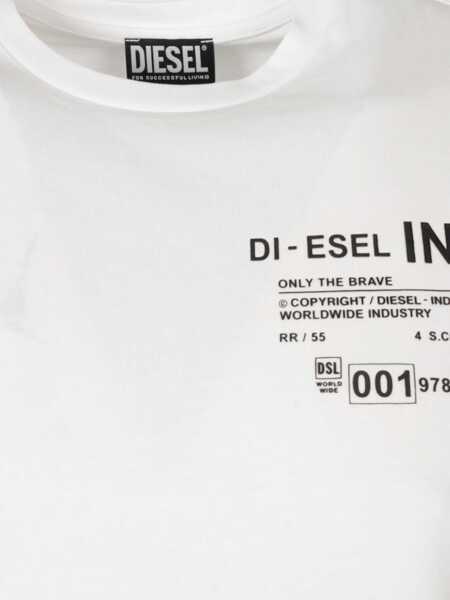 DIESEL®
FOR SUCCESSFUL LIVING
DI-ESEL IN
ONLY THE BRAVE
© COPYRIGHT / DIESEL - IND
WORLDWIDE INDUSTRY
RR / 55 4 S.C
DSL
WORLD
WIDE
001 978